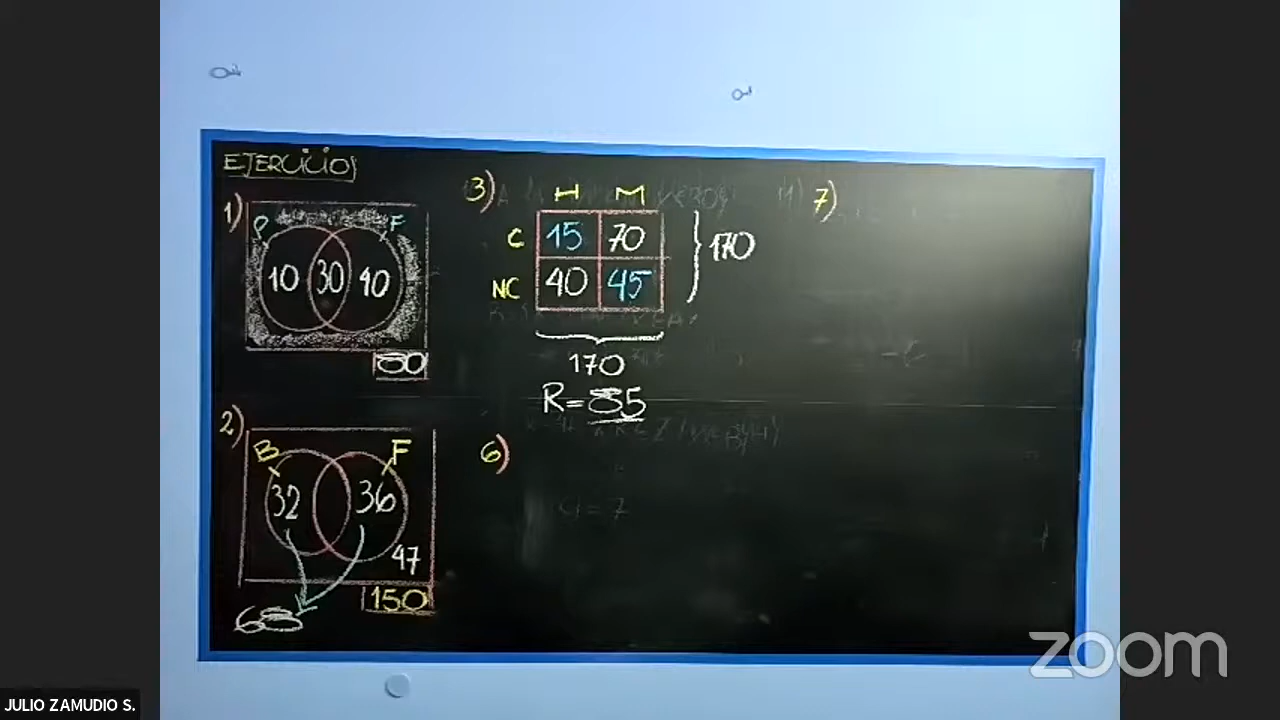 EJERCICIOS
1)
P F
10 30 40
80
2)
B F
32 36
47
150
68
3)
H M
C 15 70
NC 40 45
170
170
R=85
6)
7)
zoom
JULIO ZAMUDIO S.